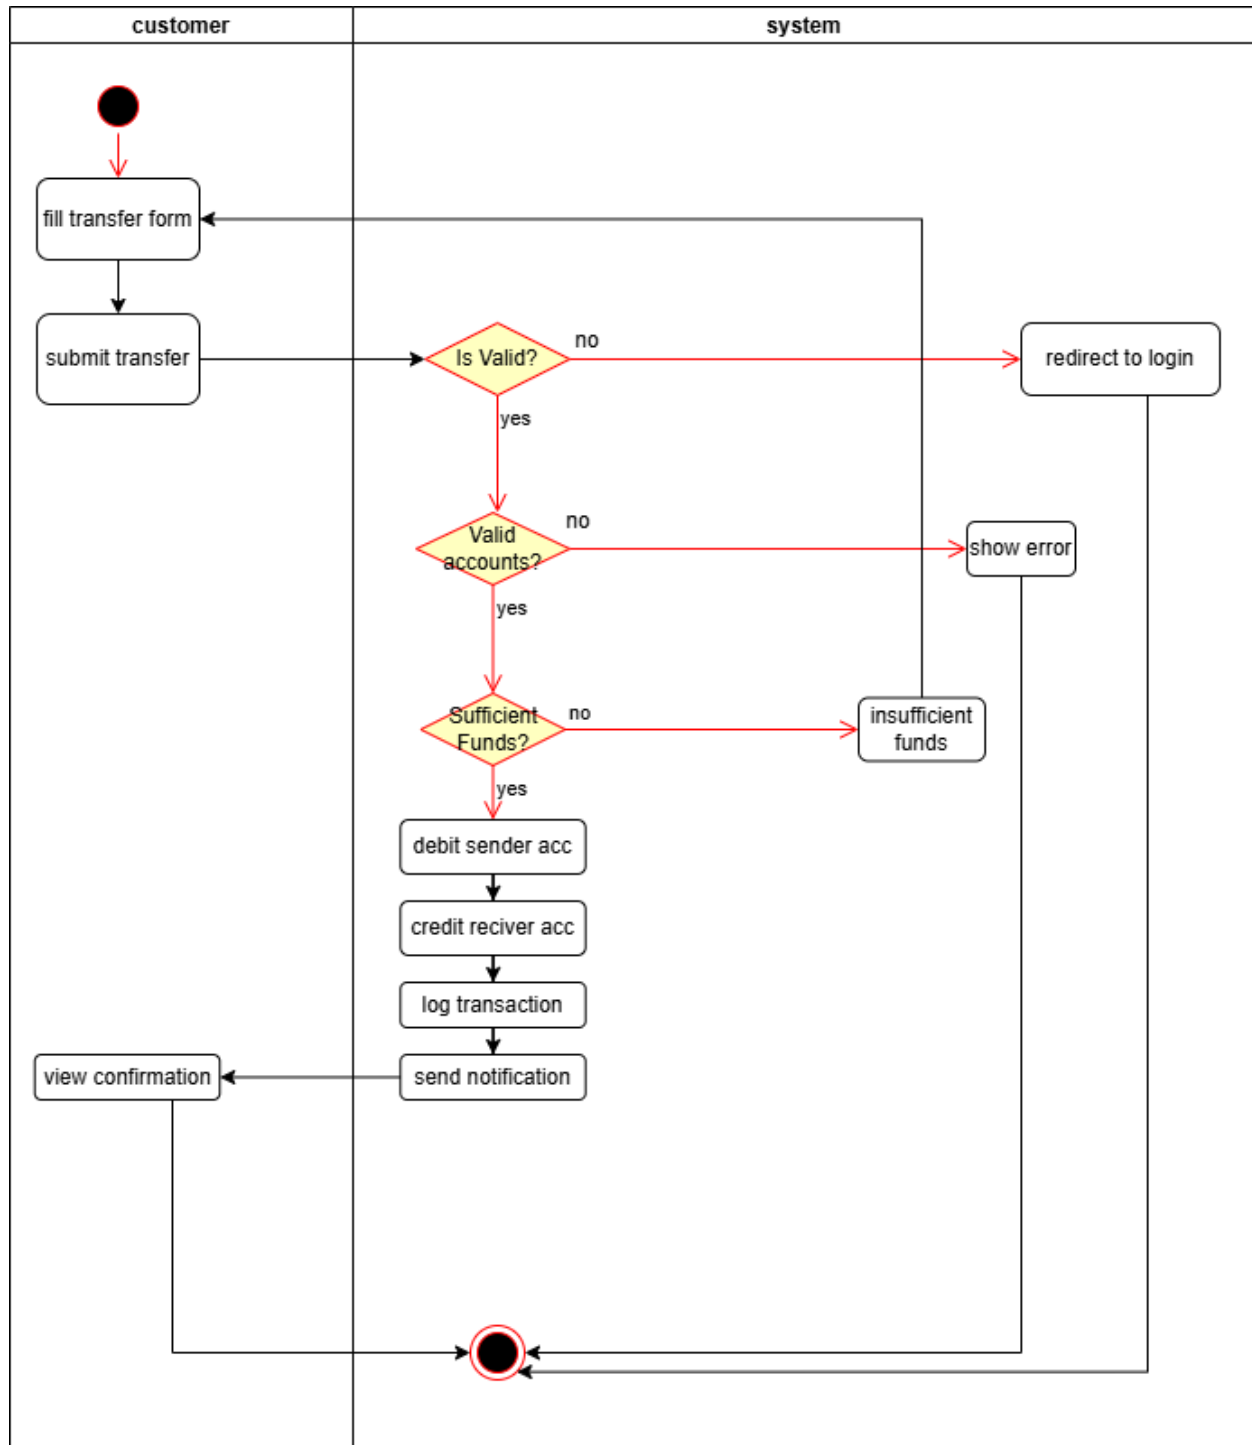 customer
system
fill transfer form
submit transfer
Is Valid?
no
redirect to login
yes
Valid
accounts?
no
show error
yes
Sufficient
Funds?
no
insufficient
funds
yes
debit sender acc
credit reciver acc
log transaction
view confirmation
send notification